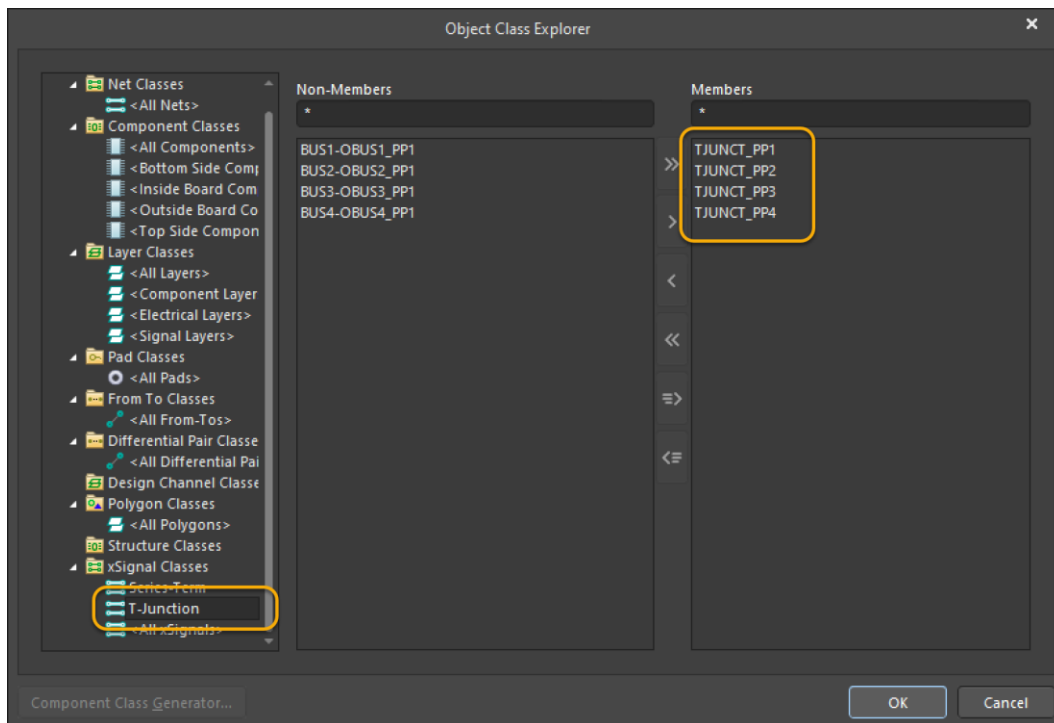 Object Class Explorer
Net Classes
<All Nets>
Component Classes
<All Components>
<Bottom Side Comp
<Inside Board Com
<Outside Board Co
<Top Side Compon
Layer Classes
<All Layers>
<Component Layer
<Electrical Layers>
<Signal Layers>
Pad Classes
<All Pads>
From To Classes
<All From-Tos>
Differential Pair Classe
<All Differential Pai
Design Channel Classe
Polygon Classes
<All Polygons>
Structure Classes
xSignal Classes
Series-Term
T-Junction
<All xSignals>
Non-Members
*
BUS1-OBUS1_PP1
BUS2-OBUS2_PP1
BUS3-OBUS3_PP1
BUS4-OBUS4_PP1
Members
*
TJUNCT_PP1
TJUNCT_PP2
TJUNCT_PP3
TJUNCT_PP4
Component Class Generator...
OK
Cancel